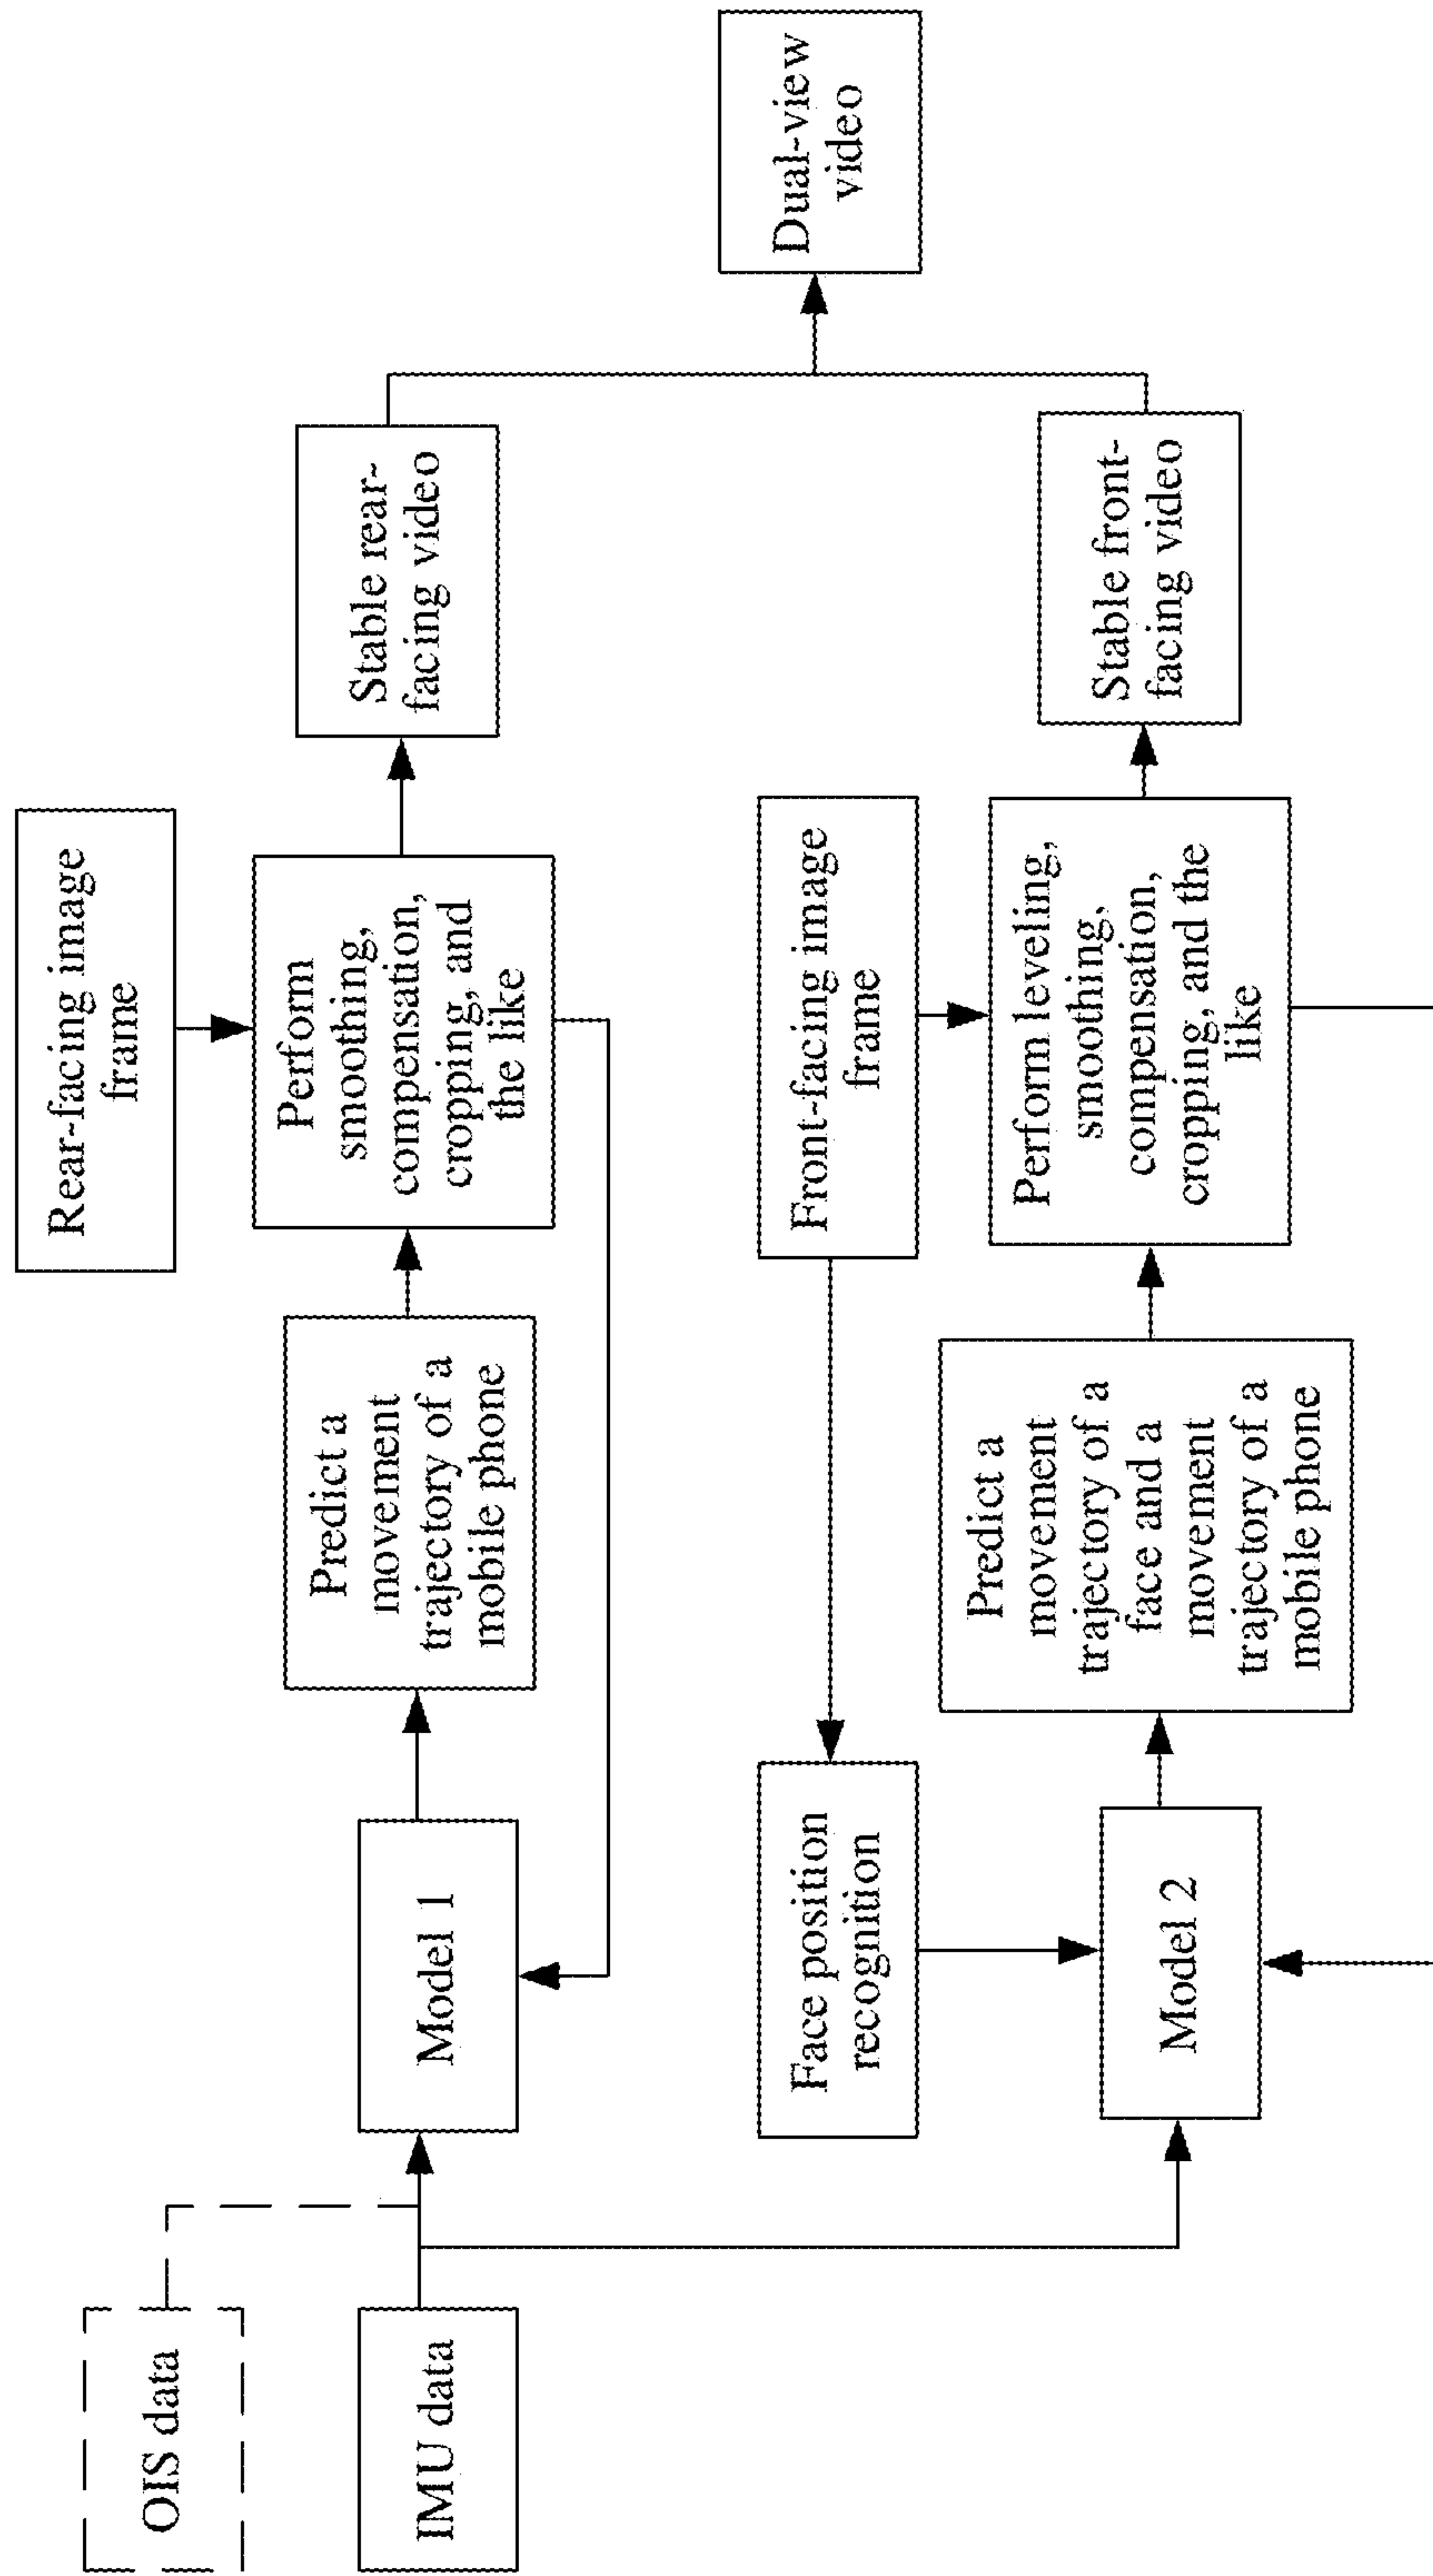 OIS data
IMU data
Model 1
Predict a
movement
trajectory of a
mobile phone
Rear-facing image
frame
Perform
smoothing,
compensation,
cropping, and
the like
Stable rear-
facing video
Face position
recognition
Model 2
Predict a
movement
trajectory of a
face and a
movement
trajectory of a
mobile phone
Front-facing image
frame
Perform leveling,
smoothing,
compensation,
cropping, and the
like
Stable front-
facing video
Dual-view
video